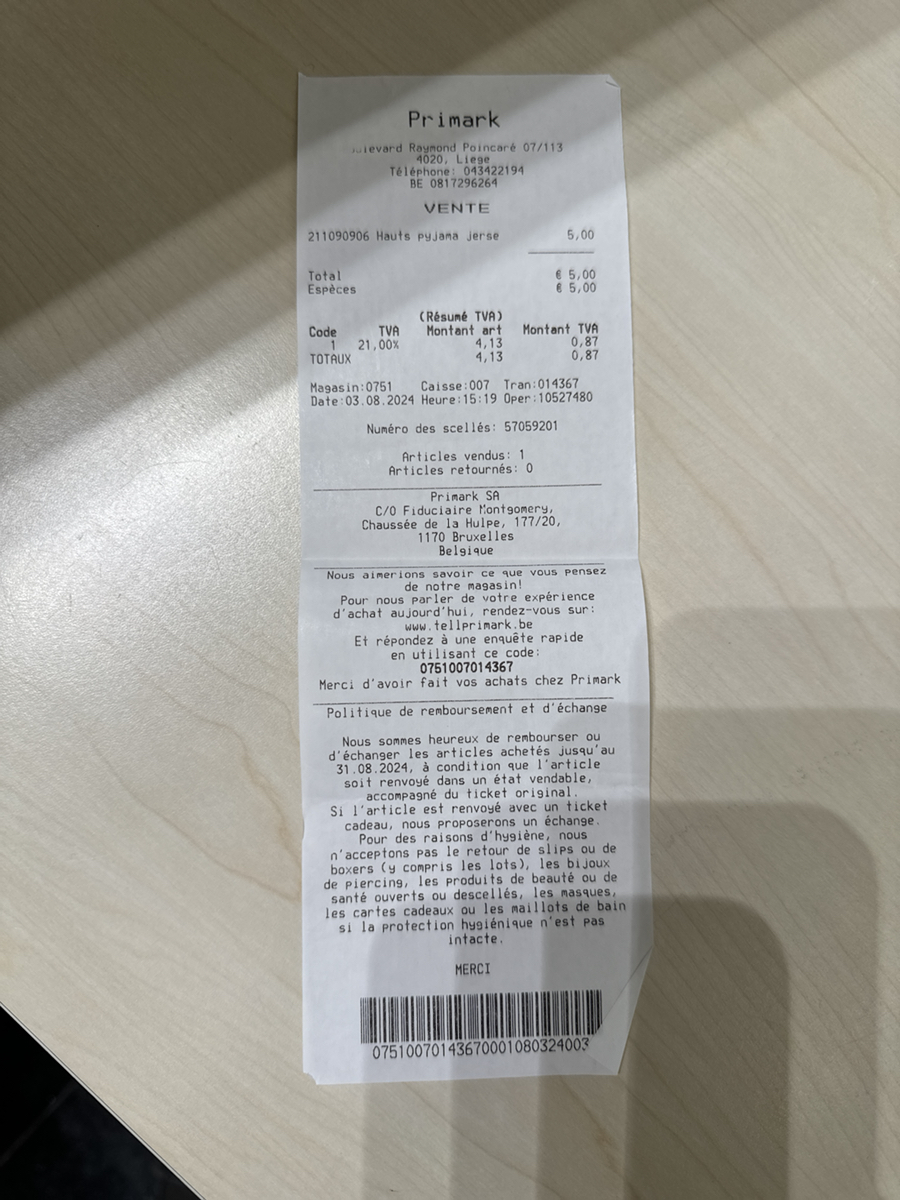 Primark
Raymond Poincaré 07/113
4020, Liege
Téléphone: 043422194
BE 0817296264
VENTE
211090906 Hauts pyjama jerse 5,00
Total € 5,00
Espèces € 5,00
(Résumé TVA)
Code TVA Montant art Montant TVA
1 21,00% 4,13 0,87
TOTAUX 4,13 0,87
Magasin:0751 Caisse:007 Tran:014367
Date:03.08.2024 Heure:15:19 Oper:10527480
Numéro des scellés: 57059201
Articles vendus: 1
Articles retournés: 0
Primark SA
C/O Fiduciaire Montgomery,
Chaussée de la Hulpe, 177/20,
1170 Bruxelles
Belgique
Nous aimerions savoir ce que vous pensez
de notre magasin!
Pour nous parler de votre expérience
d'achat aujourd'hui, rendez-vous sur:
www.tellprimark.be
Et répondez à une enquête rapide
en utilisant ce code:
0751007014367
Merci d'avoir fait vos achats chez Primark
Politique de remboursement et d'échange
Nous sommes heureux de rembourser ou
d'échanger les articles achetés jusqu'au
31.08.2024, à condition que l'article
soit renvoyé dans un état vendable,
accompagné du ticket original.
Si l'article est renvoyé avec un ticket
cadeau, nous proposerons un échange.
Pour des raisons d'hygiène, nous
n'acceptons pas le retour de slips ou de
boxers (y compris les lots), les bijoux
de piercing, les produits de beauté ou de
santé ouverts ou descellés, les masques,
les cartes cadeaux ou les maillots de bain
si la protection hygiénique n'est pas
intacte.
MERCI
07510070143670001080324003